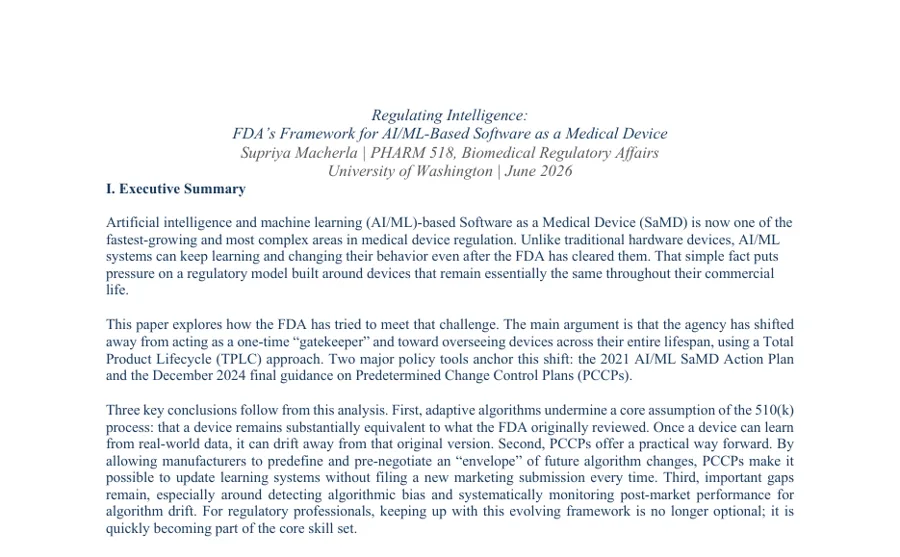 Regulating Intelligence:
FDA’s Framework for AI/ML-Based Software as a Medical Device
Supriya Macherla | PHARM 518, Biomedical Regulatory Affairs
University of Washington | June 2026
I. Executive Summary
Artificial intelligence and machine learning (AI/ML)-based Software as a Medical Device (SaMD) is now one of the
fastest-growing and most complex areas in medical device regulation. Unlike traditional hardware devices, AI/ML
systems can keep learning and changing their behavior even after the FDA has cleared them. That simple fact puts
pressure on a regulatory model built around devices that remain essentially the same throughout their commercial
life.
This paper explores how the FDA has tried to meet that challenge. The main argument is that the agency has shifted
away from acting as a one-time “gatekeeper” and toward overseeing devices across their entire lifespan, using a Total
Product Lifecycle (TPLC) approach. Two major policy tools anchor this shift: the 2021 AI/ML SaMD Action Plan
and the December 2024 final guidance on Predetermined Change Control Plans (PCCPs).
Three key conclusions follow from this analysis. First, adaptive algorithms undermine a core assumption of the 510(k)
process: that a device remains substantially equivalent to what the FDA originally reviewed. Once a device can learn
from real-world data, it can drift away from that original version. Second, PCCPs offer a practical way forward. By
allowing manufacturers to predefine and pre-negotiate an “envelope” of future algorithm changes, PCCPs make it
possible to update learning systems without filing a new marketing submission every time. Third, important gaps
remain, especially around detecting algorithmic bias and systematically monitoring post-market performance for
algorithm drift. For regulatory professionals, keeping up with this evolving framework is no longer optional; it is
quickly becoming part of the core skill set.